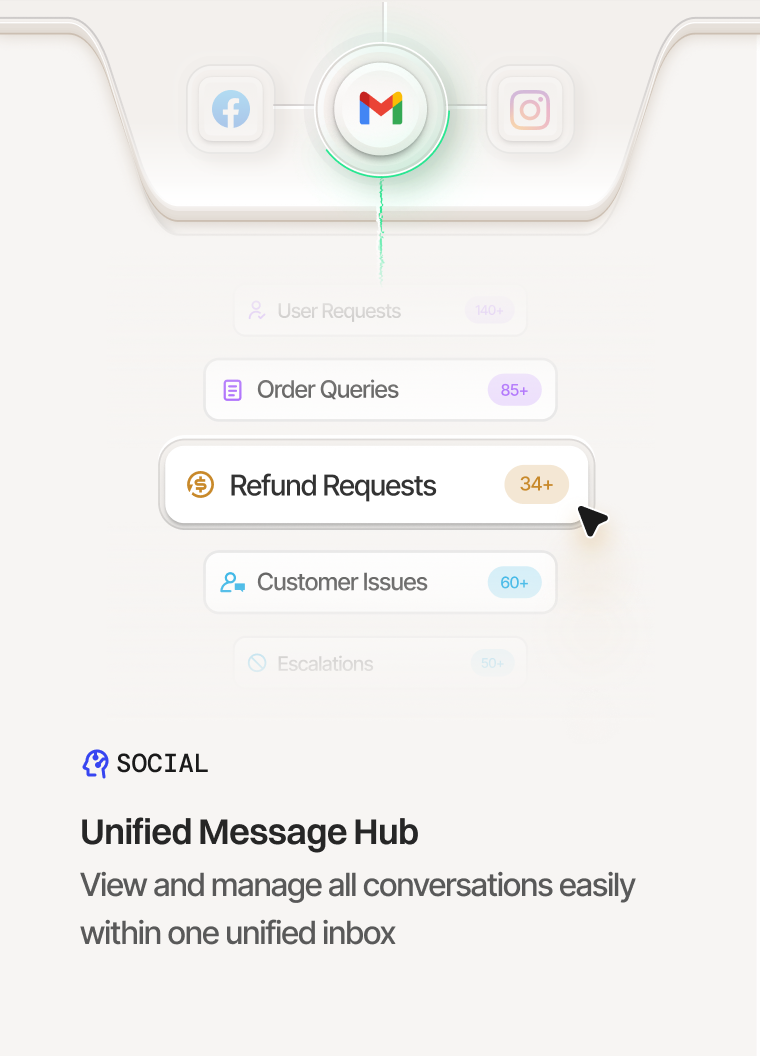 User Requests 140+
Order Queries 85+
Refund Requests 34+
Customer Issues 60+
Escalations 50+
SOCIAL
Unified Message Hub
View and manage all conversations easily
within one unified inbox